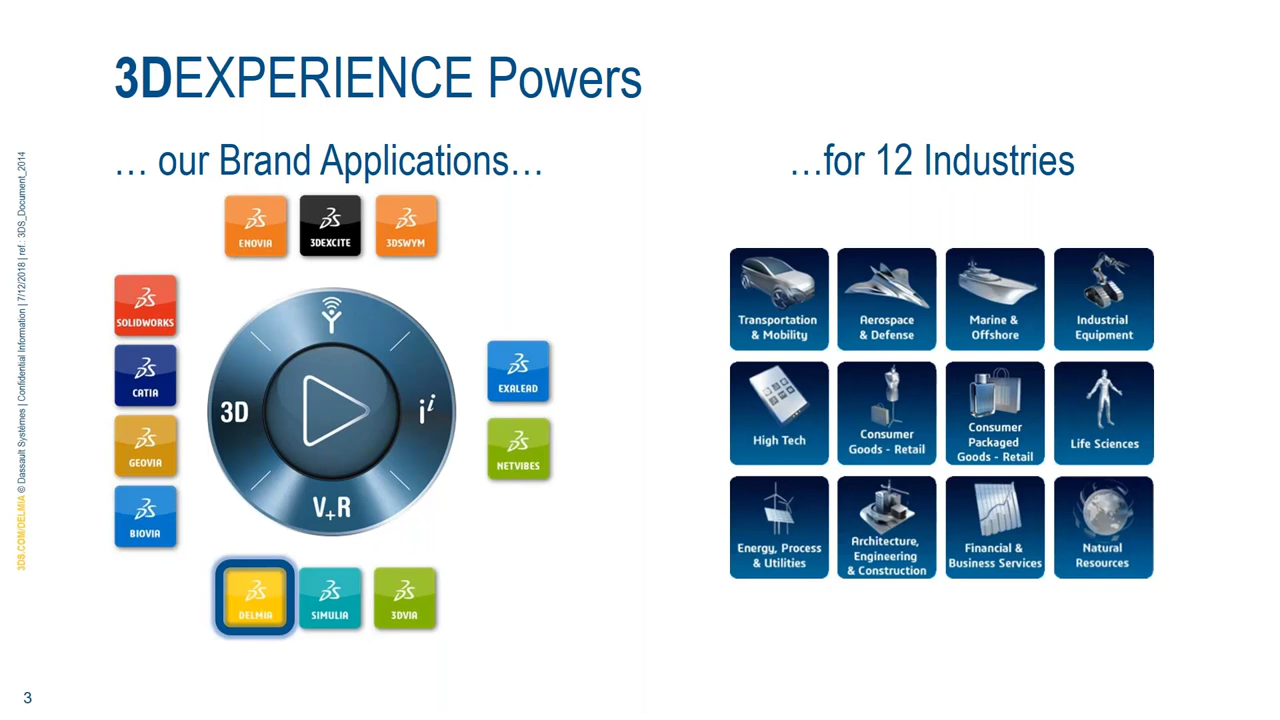 3DEXPERIENCE Powers
… our Brand Applications…
…for 12 Industries
ENOVIA
3DEXCITE
3DSWYM
SOLIDWORKS
CATIA
GEOVIA
BIOVIA
3D
i i
V+R
EXALEAD
NETVIBES
DELMIA
SIMULIA
3DVIA
Transportation
& Mobility
Aerospace
& Defense
Marine &
Offshore
Industrial
Equipment
High Tech
Consumer
Goods - Retail
Consumer
Packaged
Goods - Retail
Life Sciences
Energy, Process
& Utilities
Architecture,
Engineering
& Construction
Financial &
Business Services
Natural
Resources
3DS.COM/DELMIA © Dassault Systèmes | Confidential Information | 7/12/2018 | ref.: 3DS_Document_2014
3